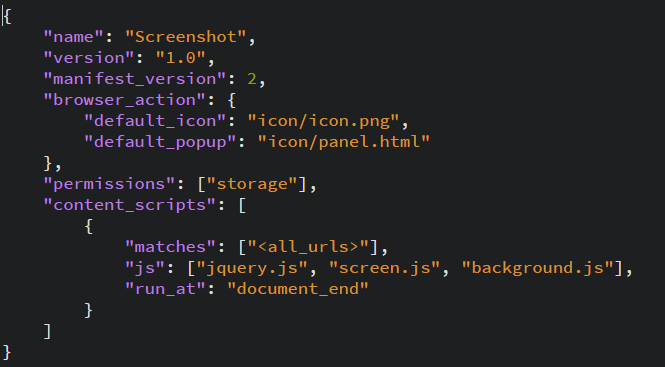 {
    "name": "Screenshot",
    "version": "1.0",
    "manifest_version": 2,
    "browser_action": {
        "default_icon": "icon/icon.png",
        "default_popup": "icon/panel.html"
    },
    "permissions": ["storage"],
    "content_scripts": [
        {
            "matches": ["<all_urls>"],
            "js": ["jquery.js", "screen.js", "background.js"],
            "run_at": "document_end"
        }
    ]
}